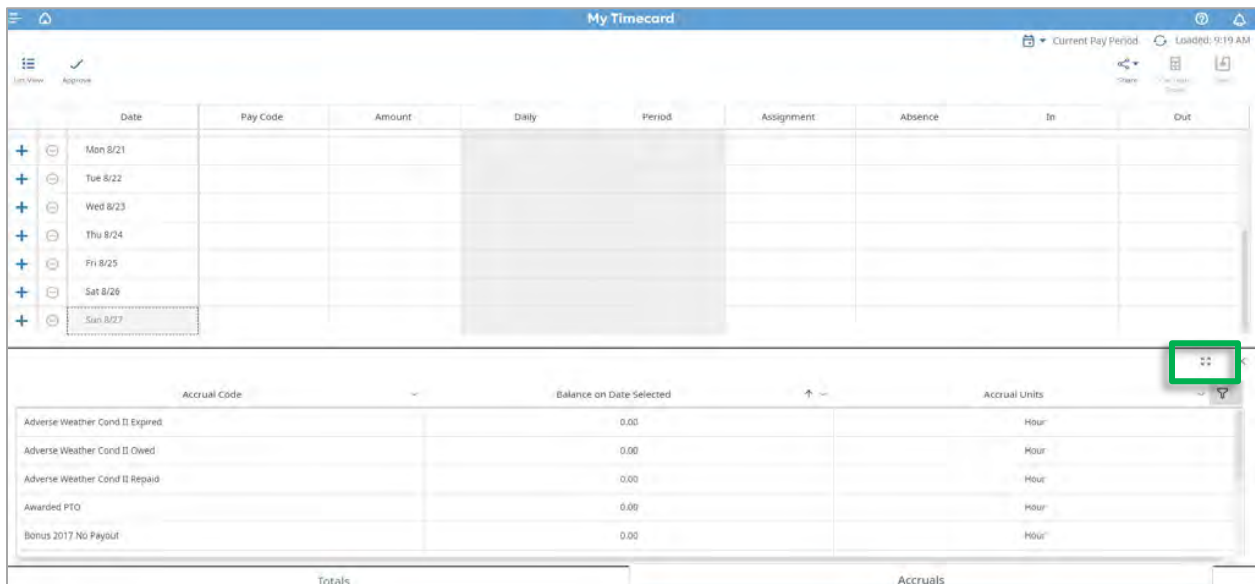 My Timecard
Current Pay Period Loaded: 9:19 AM
List View Approve Share
Date Pay Code Amount Daily Period Assignment Absence In Out
Mon 8/21
Tue 8/22
Wed 8/23
Thu 8/24
Fri 8/25
Sat 8/26
Sun 8/27
Accrual Code Balance on Date Selected Accrual Units
Adverse Weather Cond II Expired 0.00 Hour
Adverse Weather Cond II Owed 0.00 Hour
Adverse Weather Cond II Repaid 0.00 Hour
Awarded PTO 0.00 Hour
Bonus 2017 No Payout 0.00 Hour
Totals Accruals